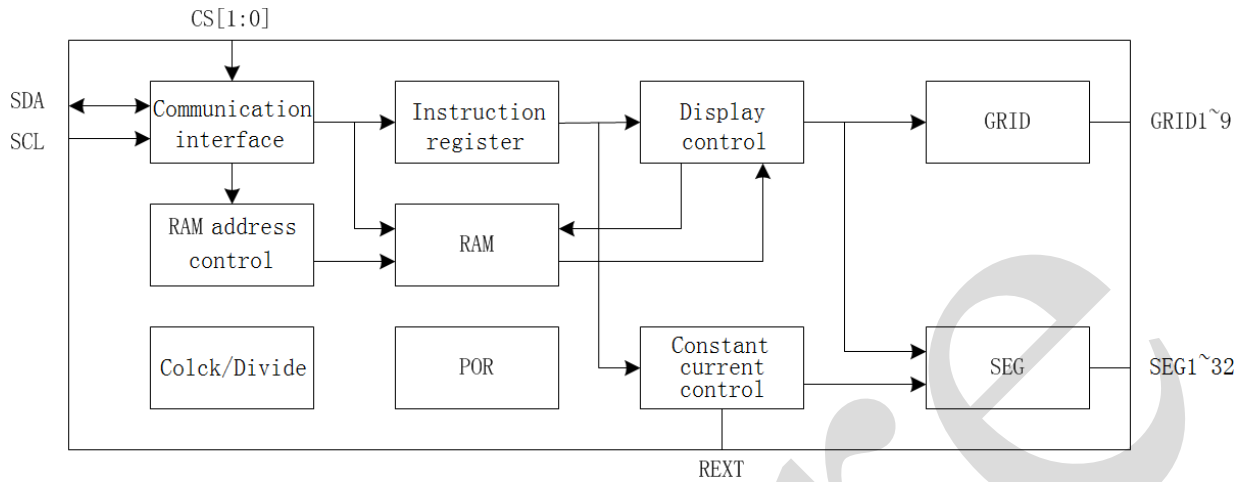 CS[1:0]
SDA
SCL
Communication
interface
Instruction
register
Display
control
GRID
GRID1~9
RAM address
control
RAM
Colck/Divide
POR
Constant
current
control
SEG
SEG1~32
REXT
re